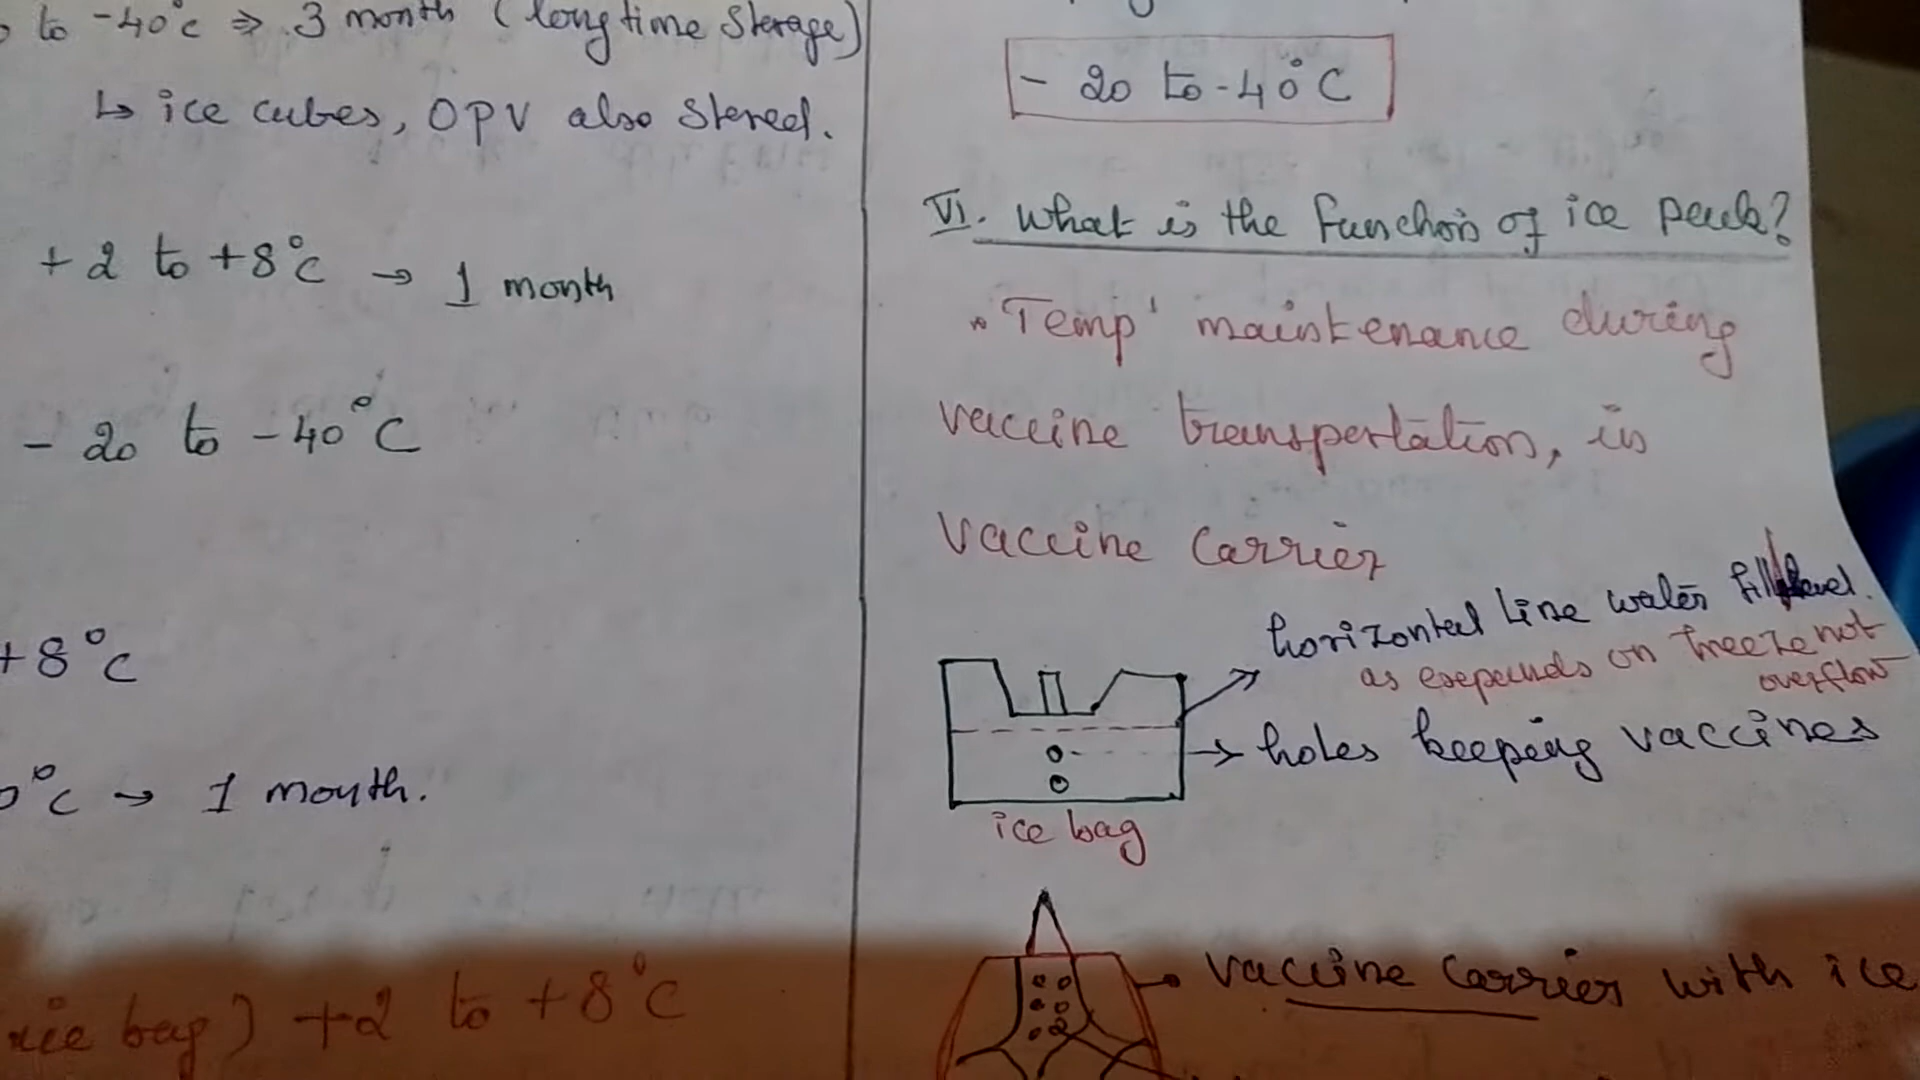 to -40°C ⇒ 3 month (long time storage)
↳ ice cubes, OPV also stored.
+2 to +8°C → 1 month
- 20 to -40°C
+8°C
°C → 1 month.
ice bag) +2 to +8°C
- 20 to -40°C
VI. What is the function of ice pack?
Temp' maintenance during
vaccine transportation, in
vaccine carrier
horizontal line water fill level.
as expands on freeze not
overflow
holes keeping vaccines
ice bag
vaccine carrier with ice